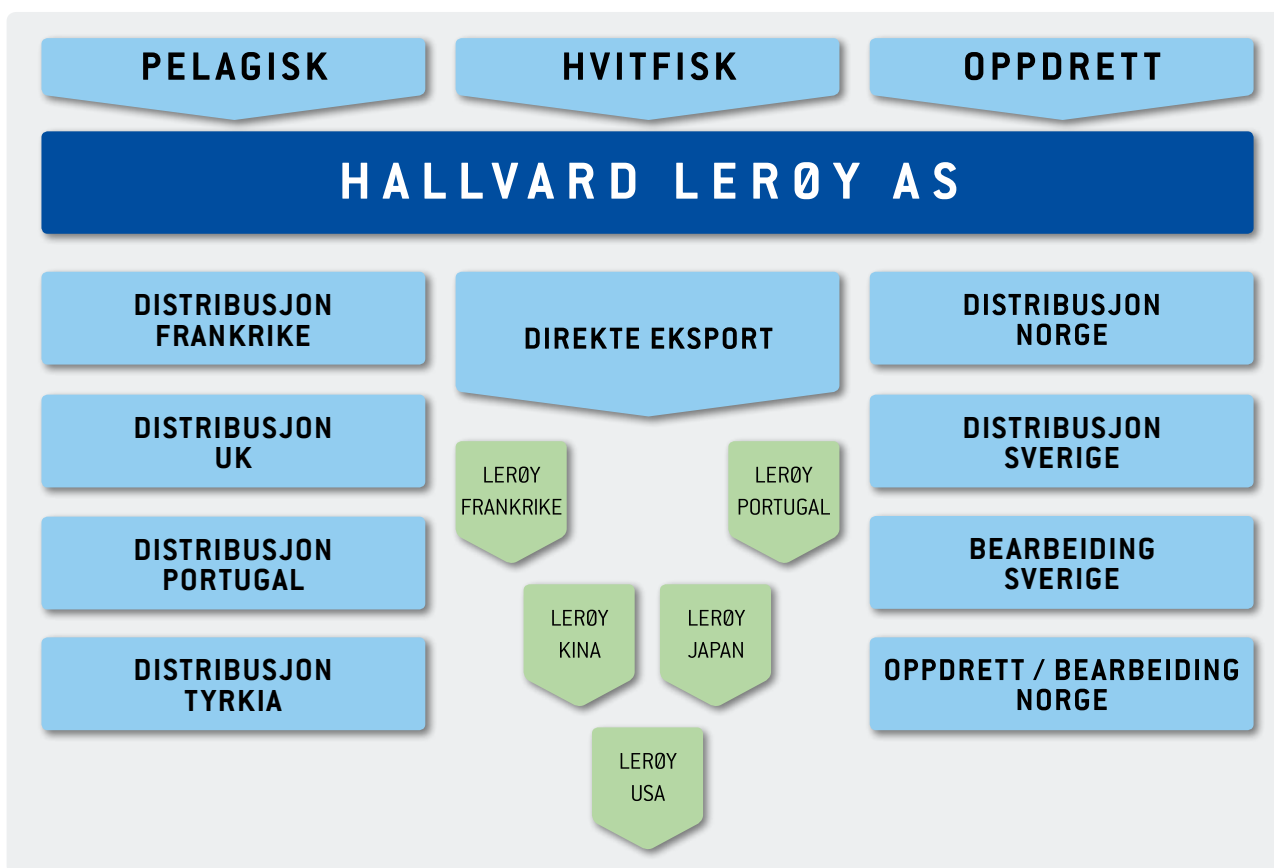 PELAGISK
HVITFISK
OPPDRETT
HALLVARD LERØY AS
DISTRIBUSJON
FRANKRIKE
DISTRIBUSJON
UK
DISTRIBUSJON
PORTUGAL
DISTRIBUSJON
TYRKIA
DIREKTE EKSPORT
LERØY
FRANKRIKE
LERØY
PORTUGAL
LERØY
KINA
LERØY
JAPAN
LERØY
USA
DISTRIBUSJON
NORGE
DISTRIBUSJON
SVERIGE
BEARBEIDING
SVERIGE
OPPDRETT / BEARBEIDING
NORGE